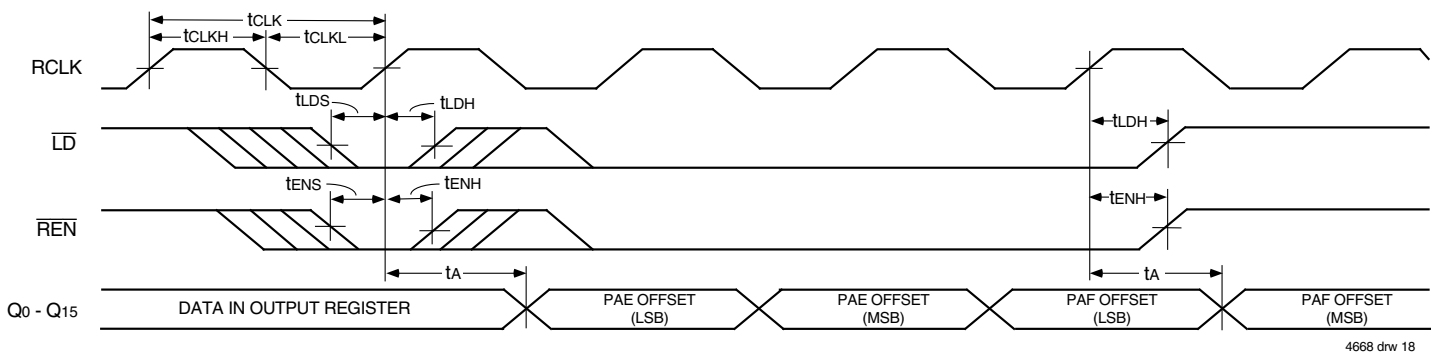 tCLK
tCLKH
tCLKL
RCLK
tLDS
tLDH
tLDH
LD
tENS
tENH
tENH
REN
tA
tA
Q0 - Q15
DATA IN OUTPUT REGISTER
PAE OFFSET
(LSB)
PAE OFFSET
(MSB)
PAF OFFSET
(LSB)
PAF OFFSET
(MSB)
4668 drw 18